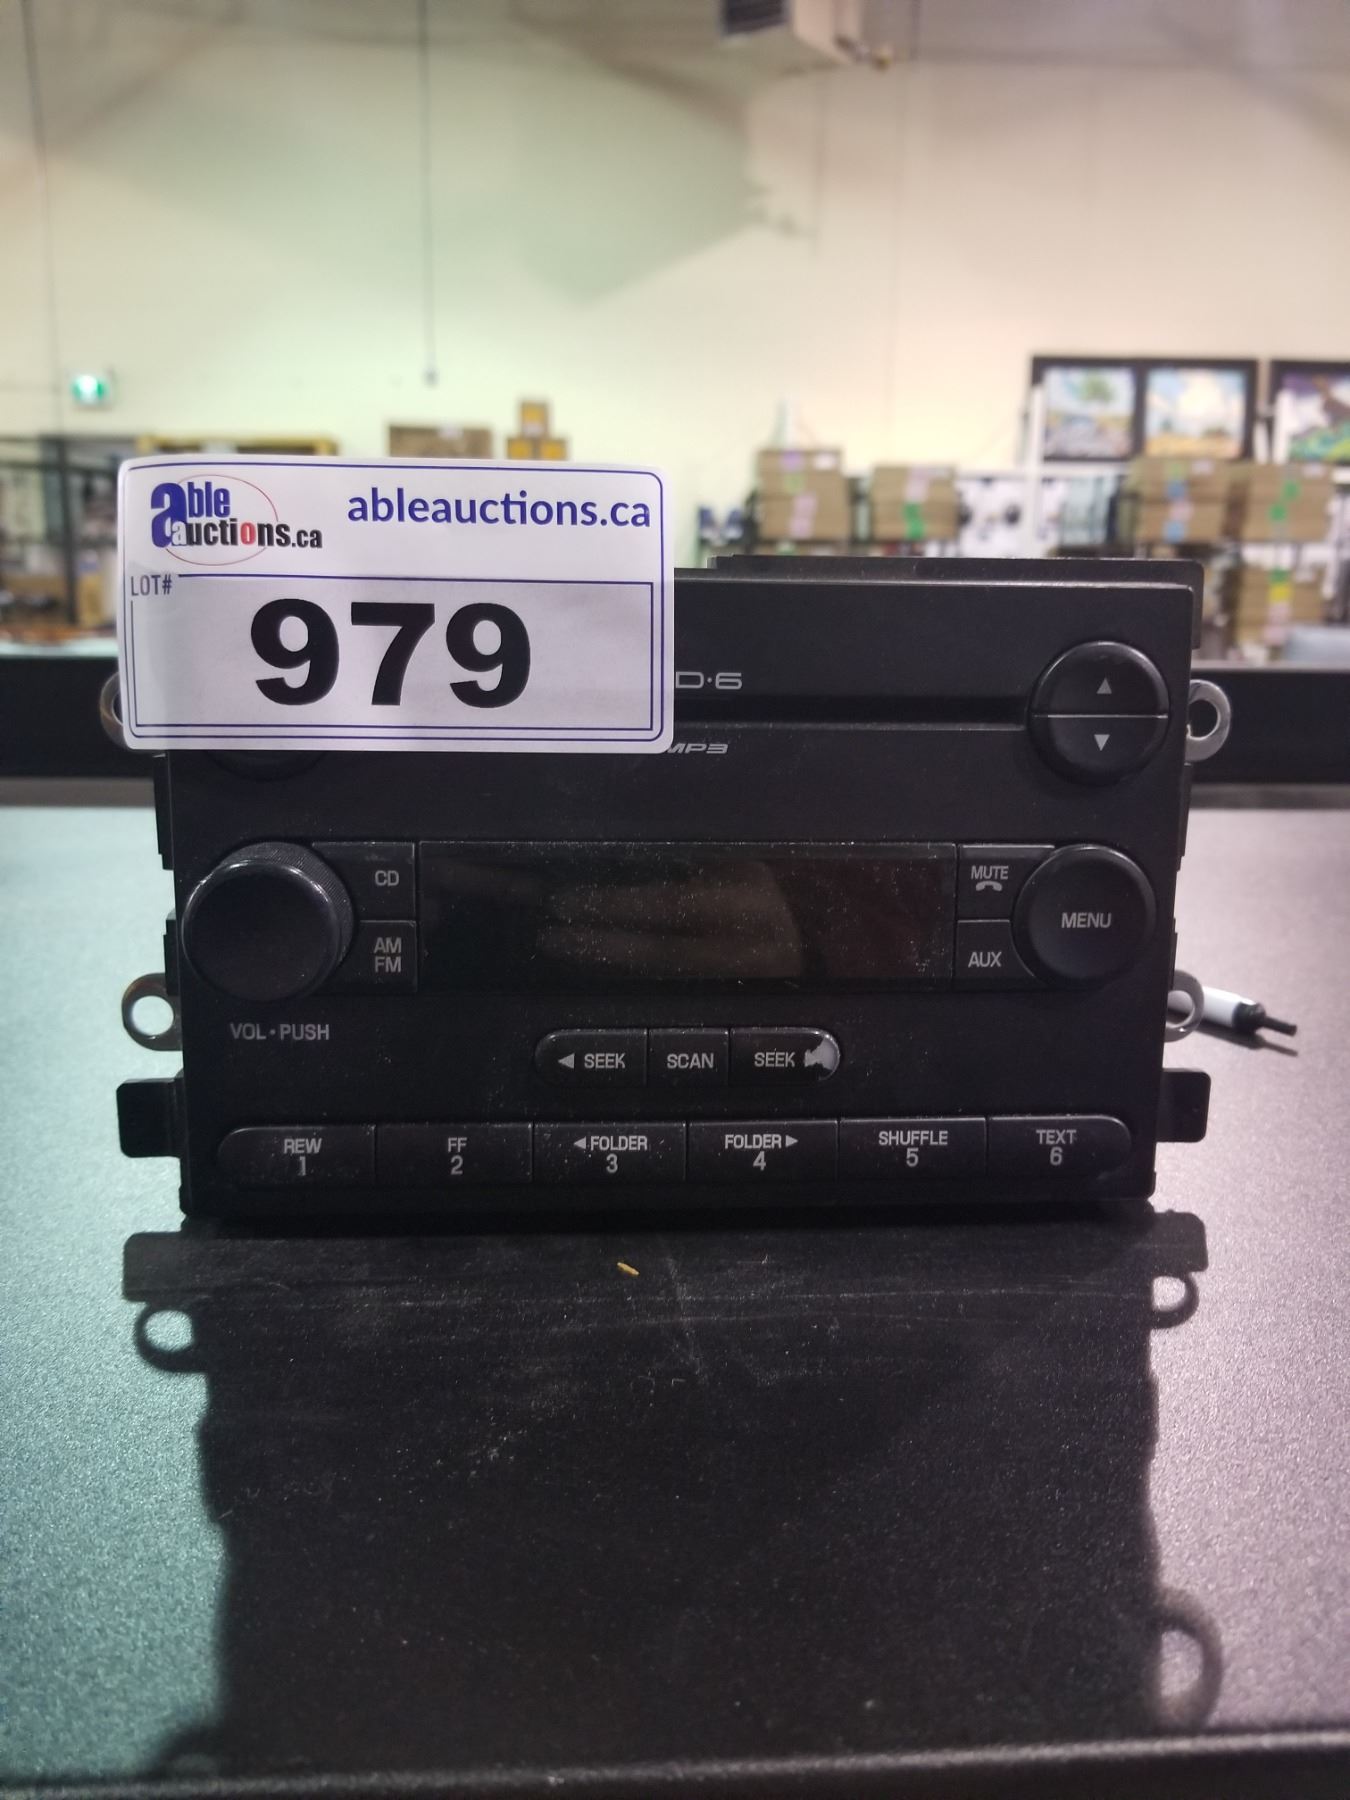 able auctions.ca
ableauctions.ca
LOT#
979
D·6
MP3
CD
MUTE
MENU
AM
FM
AUX
VOL • PUSH
◀ SEEK SCAN SEEK
REW FF ◀FOLDER FOLDER▶ SHUFFLE TEXT
1 2 3 4 5 6